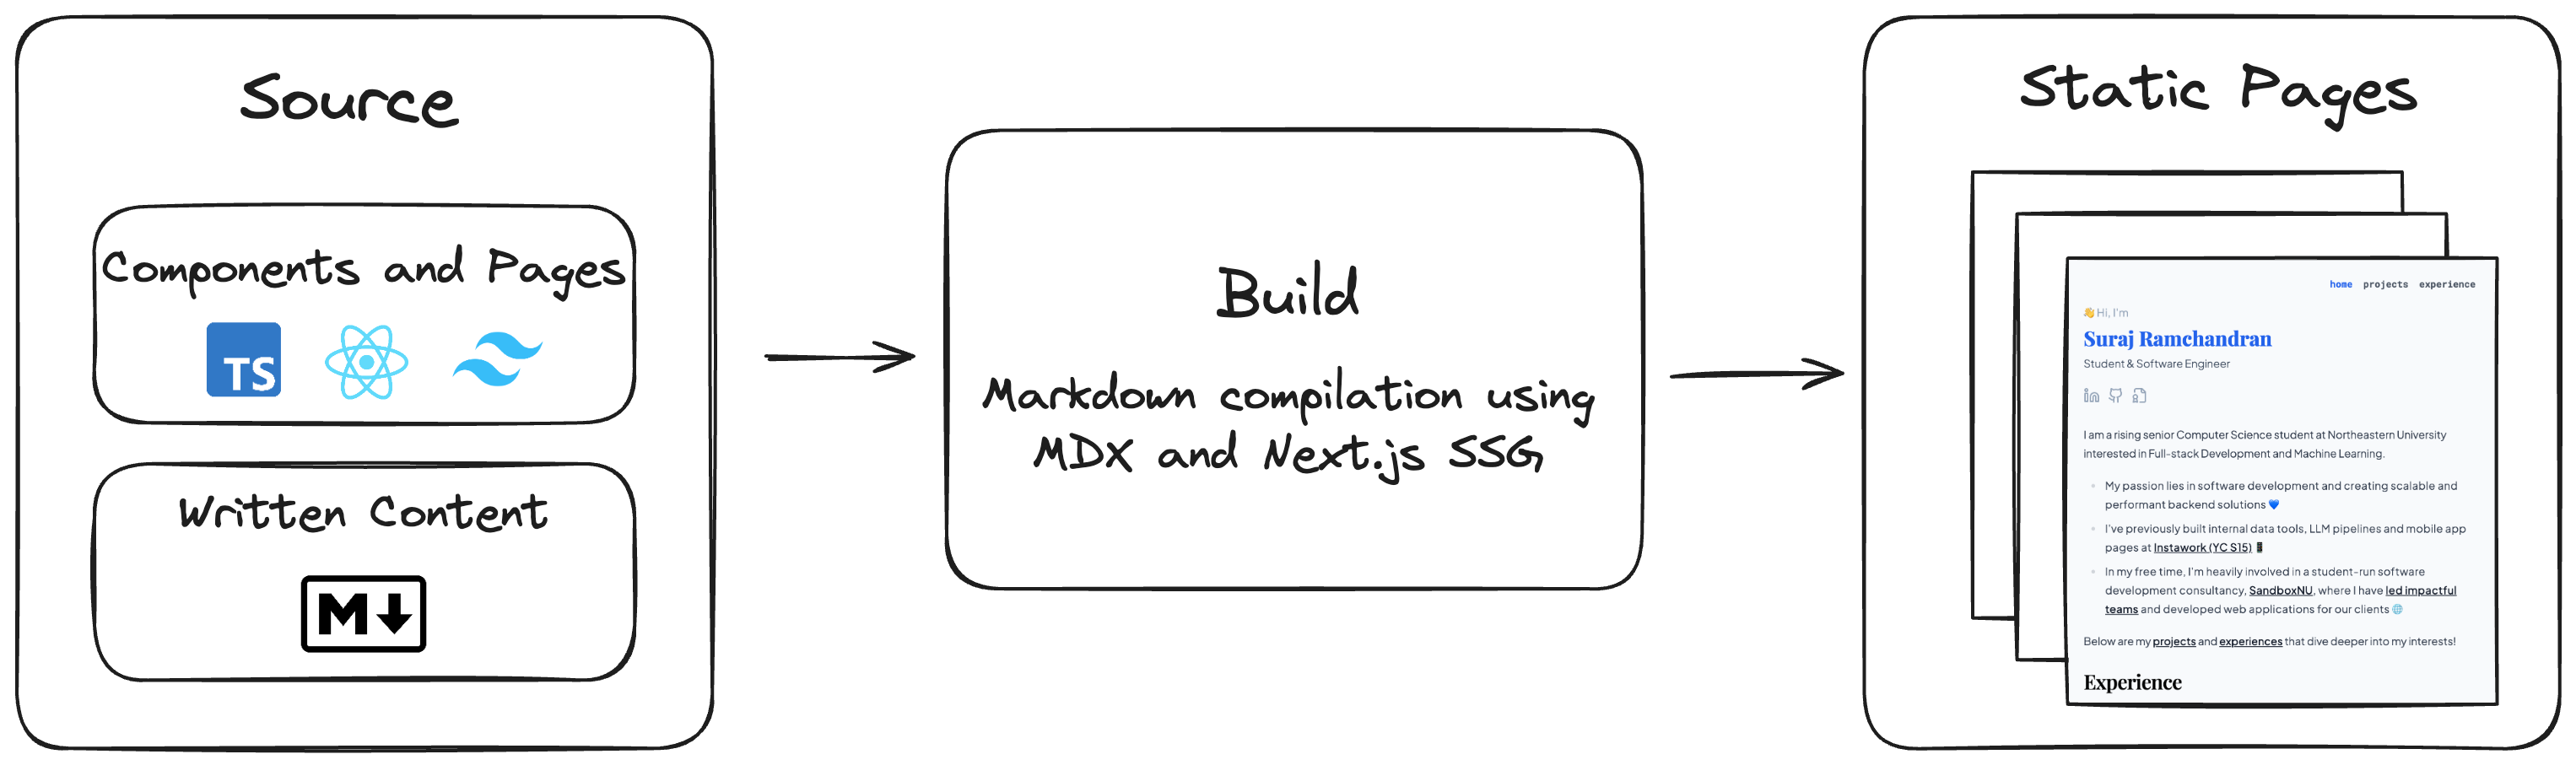 Source
Components and Pages
TS
Written Content
M
Build
Markdown compilation using
MDX and Next.js SSG
Static Pages
home projects experience
👋 Hi, I'm
Suraj Ramchandran
Student & Software Engineer
in
I am a rising senior Computer Science student at Northeastern University
interested in Full-stack Development and Machine Learning.
My passion lies in software development and creating scalable and
performant backend solutions 💙
I've previously built internal data tools, LLM pipelines and mobile app
pages at Instawork (YC S15) 📱
In my free time, I'm heavily involved in a student-run software
development consultancy, SandboxNU, where I have led impactful
teams and developed web applications for our clients 🌐
Below are my projects and experiences that dive deeper into my interests!
Experience